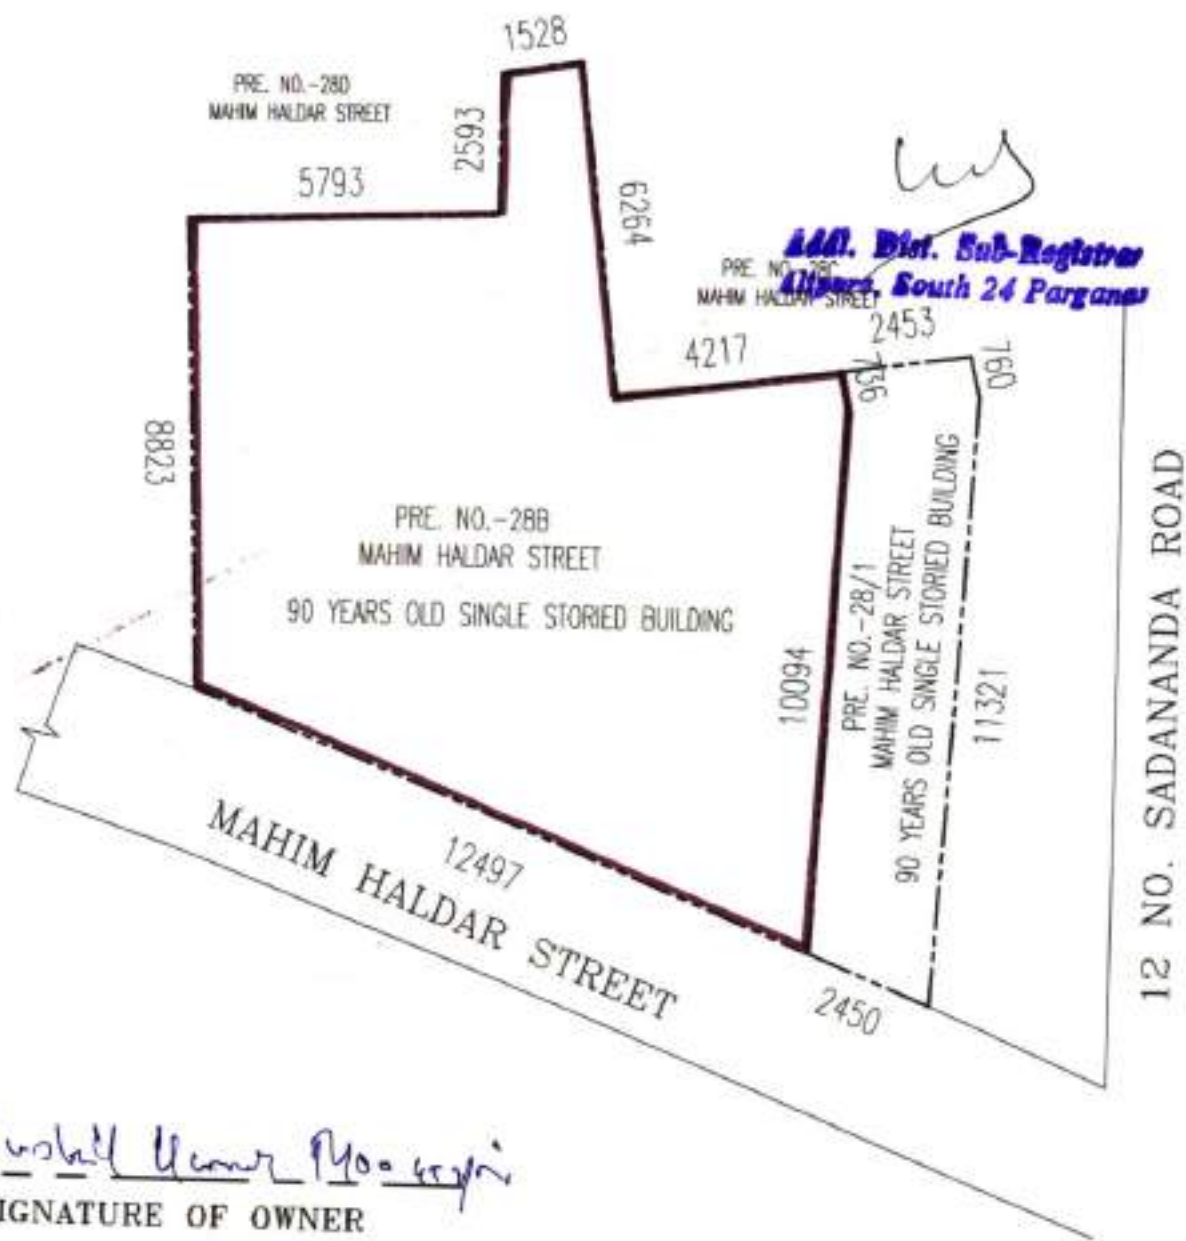 1528
PRE. NO.-28D
MAHIM HALDAR STREET
2593
5793
6264
Addl. Dist. Sub-Registrar
PRE. NO.-28C
Alipore, South 24 Parganas
MAHIM HALDAR STREET
2453
4217
736
760
8823
PRE. NO.-28B
MAHIM HALDAR STREET
90 YEARS OLD SINGLE STORIED BUILDING
10094
PRE. NO.-28/1
MAHIM HALDAR STREET
90 YEARS OLD SINGLE STORIED BUILDING
11321
12 NO. SADANANDA ROAD
12497
MAHIM HALDAR STREET
2450
IGNATURE OF OWNER